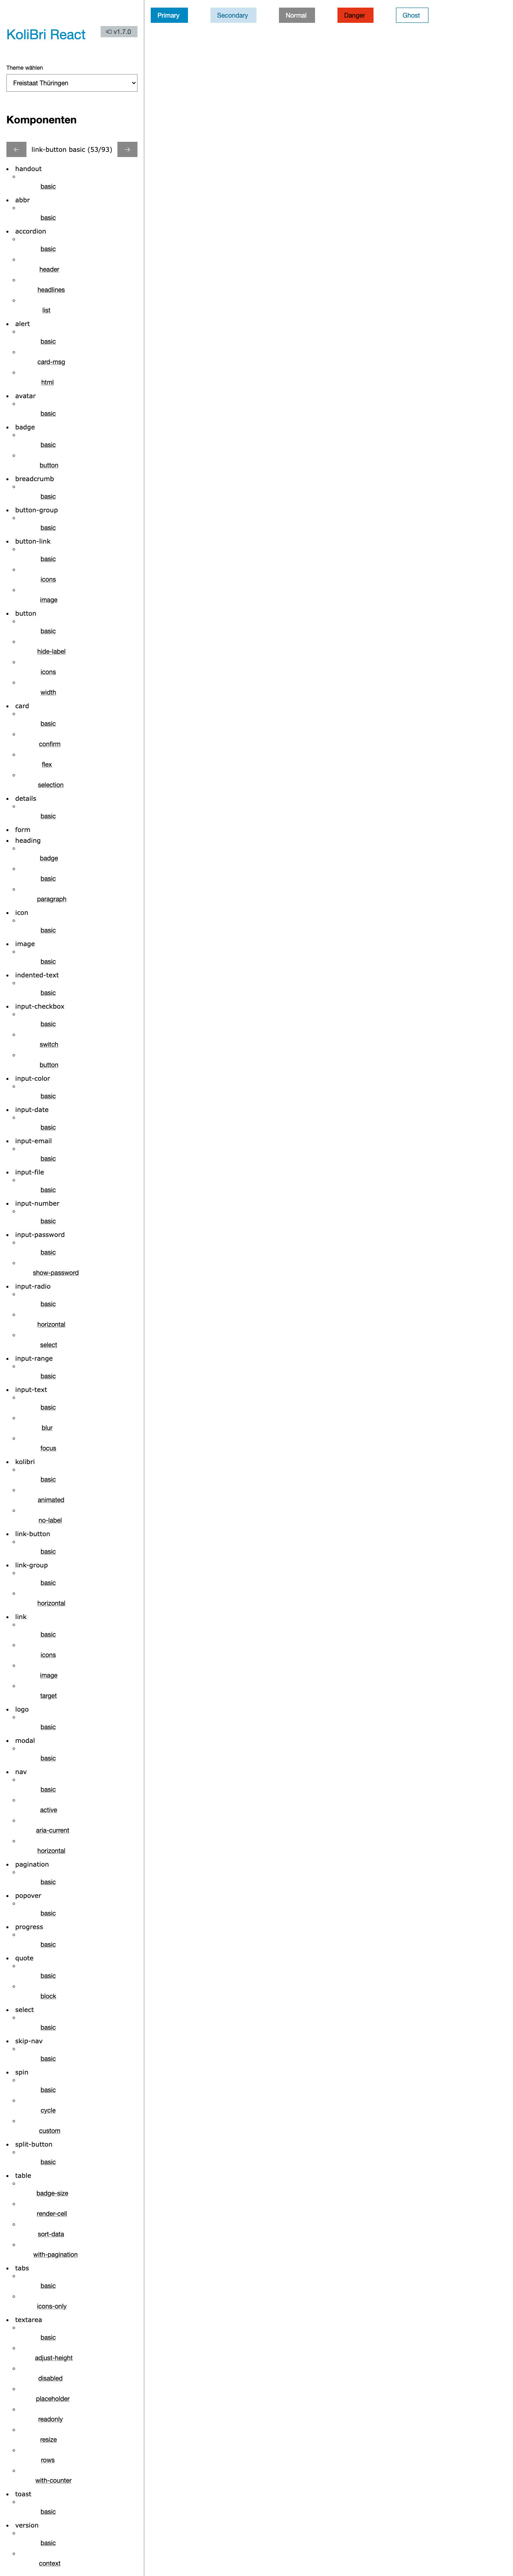 KoliBri React
v1.7.0
Theme wählen
Freistaat Thüringen
Komponenten
← link-button basic (53/93) →
handout
basic
abbr
basic
accordion
basic
header
headlines
list
alert
basic
card-msg
html
avatar
basic
badge
basic
button
breadcrumb
basic
button-group
basic
button-link
basic
icons
image
button
basic
hide-label
icons
width
card
basic
confirm
flex
selection
details
basic
form
heading
badge
basic
paragraph
icon
basic
image
basic
indented-text
basic
input-checkbox
basic
switch
button
input-color
basic
input-date
basic
input-email
basic
input-file
basic
input-number
basic
input-password
basic
show-password
input-radio
basic
horizontal
select
input-range
basic
input-text
basic
blur
focus
kolibri
basic
animated
no-label
link-button
basic
link-group
basic
horizontal
link
basic
icons
image
target
logo
basic
modal
basic
nav
basic
active
aria-current
horizontal
pagination
basic
popover
basic
progress
basic
quote
basic
block
select
basic
skip-nav
basic
spin
basic
cycle
custom
split-button
basic
table
badge-size
render-cell
sort-data
with-pagination
tabs
basic
icons-only
textarea
basic
adjust-height
disabled
placeholder
readonly
resize
rows
with-counter
toast
basic
version
basic
context
Primary Secondary Normal Danger Ghost